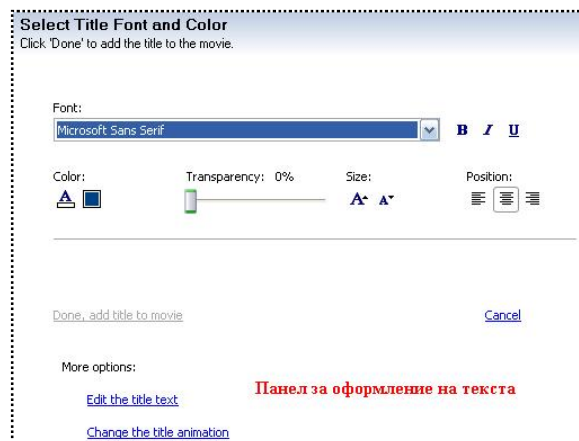 Select Title Font and Color
Click 'Done' to add the title to the movie.
Font:
Microsoft Sans Serif
B I U
Color: Transparency: 0% Size: Position:
A A A
Done, add title to movie Cancel
More options:
Панел за оформление на текста
Edit the title text
Change the title animation